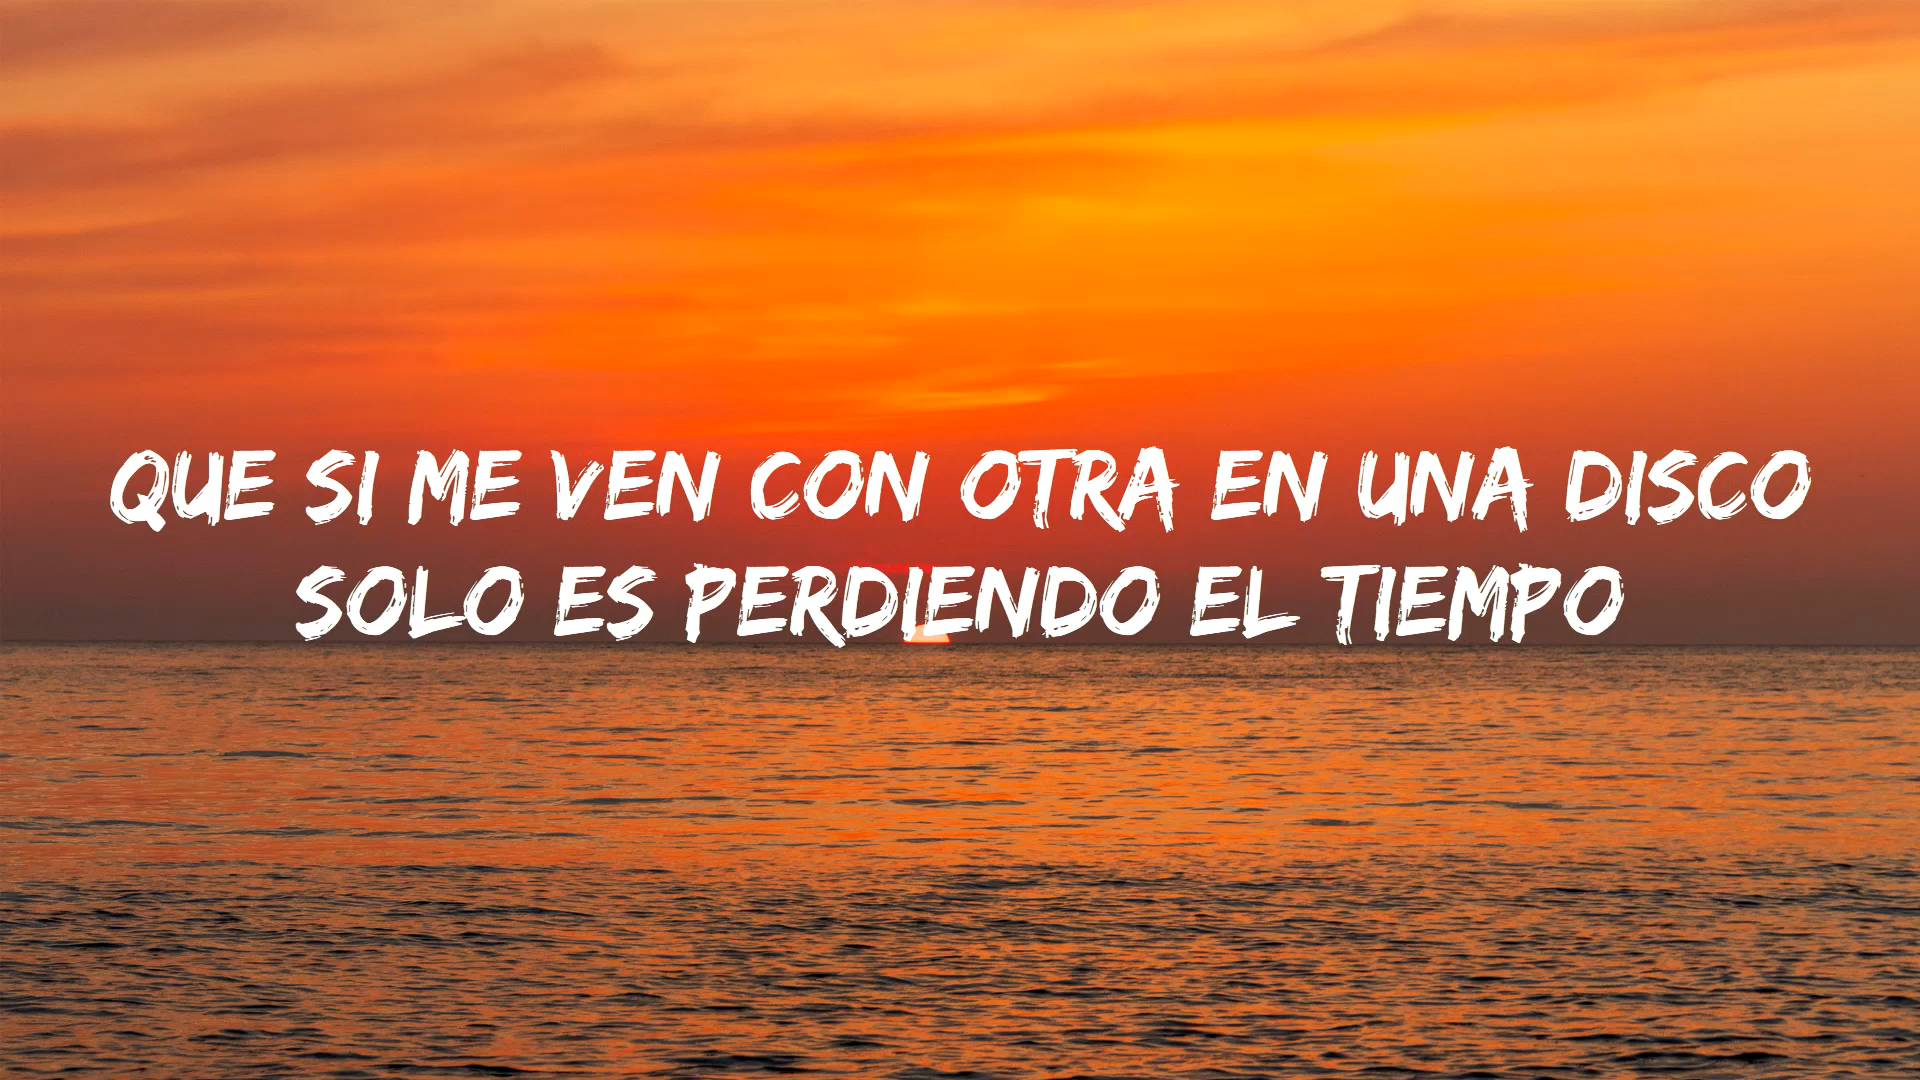 QUE SI ME VEN CON OTRA EN UNA DISCO
SOLO ES PERDIENDO EL TIEMPO